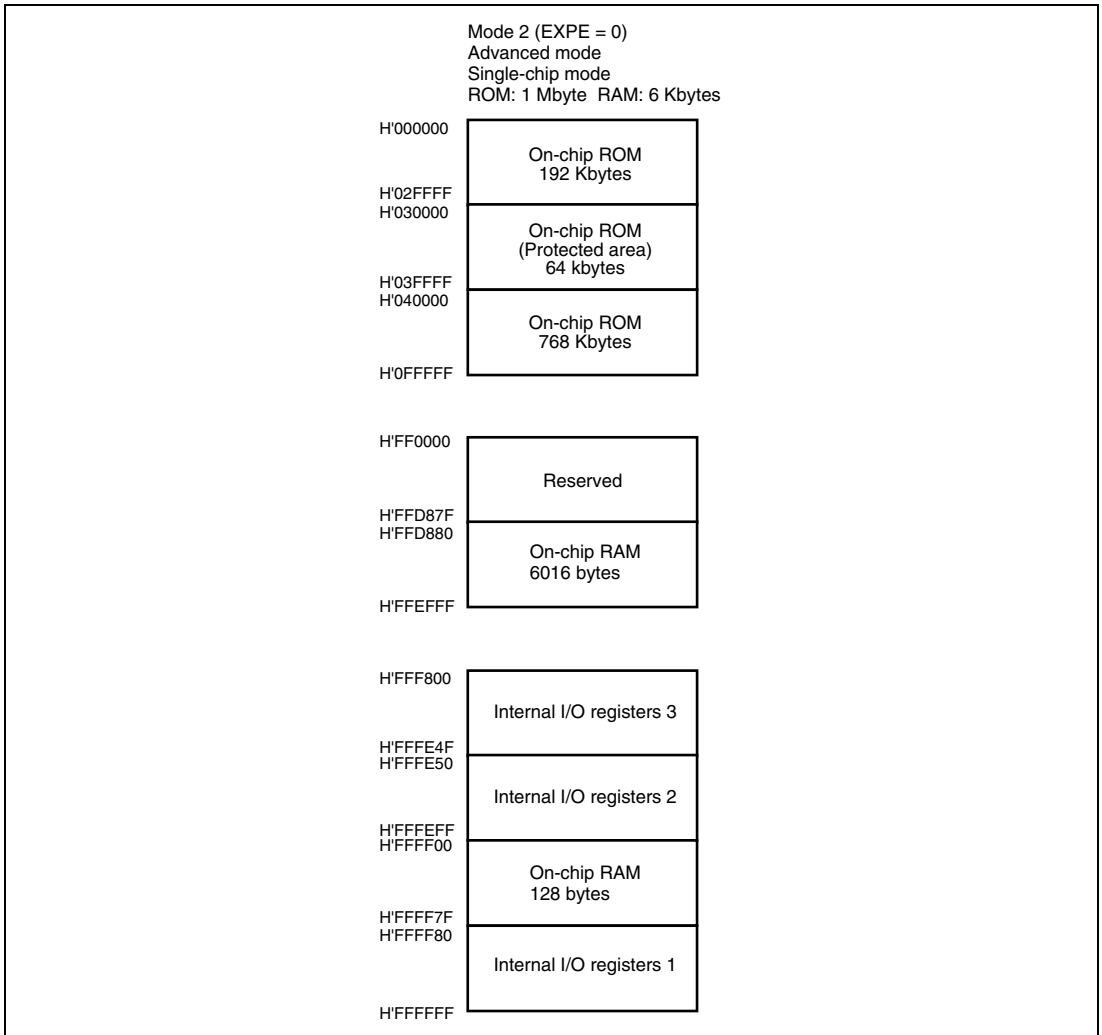 Mode 2 (EXPE = 0)
Advanced mode
Single-chip mode
ROM: 1 Mbyte  RAM: 6 Kbytes
H'000000
On-chip ROM
192 Kbytes
H'02FFFF
H'030000
On-chip ROM
(Protected area)
64 kbytes
H'03FFFF
H'040000
On-chip ROM
768 Kbytes
H'0FFFFF
H'FF0000
Reserved
H'FFD87F
H'FFD880
On-chip RAM
6016 bytes
H'FFEFFF
H'FFF800
Internal I/O registers 3
H'FFFE4F
H'FFFE50
Internal I/O registers 2
H'FFFEFF
H'FFFF00
On-chip RAM
128 bytes
H'FFFF7F
H'FFFF80
Internal I/O registers 1
H'FFFFFF